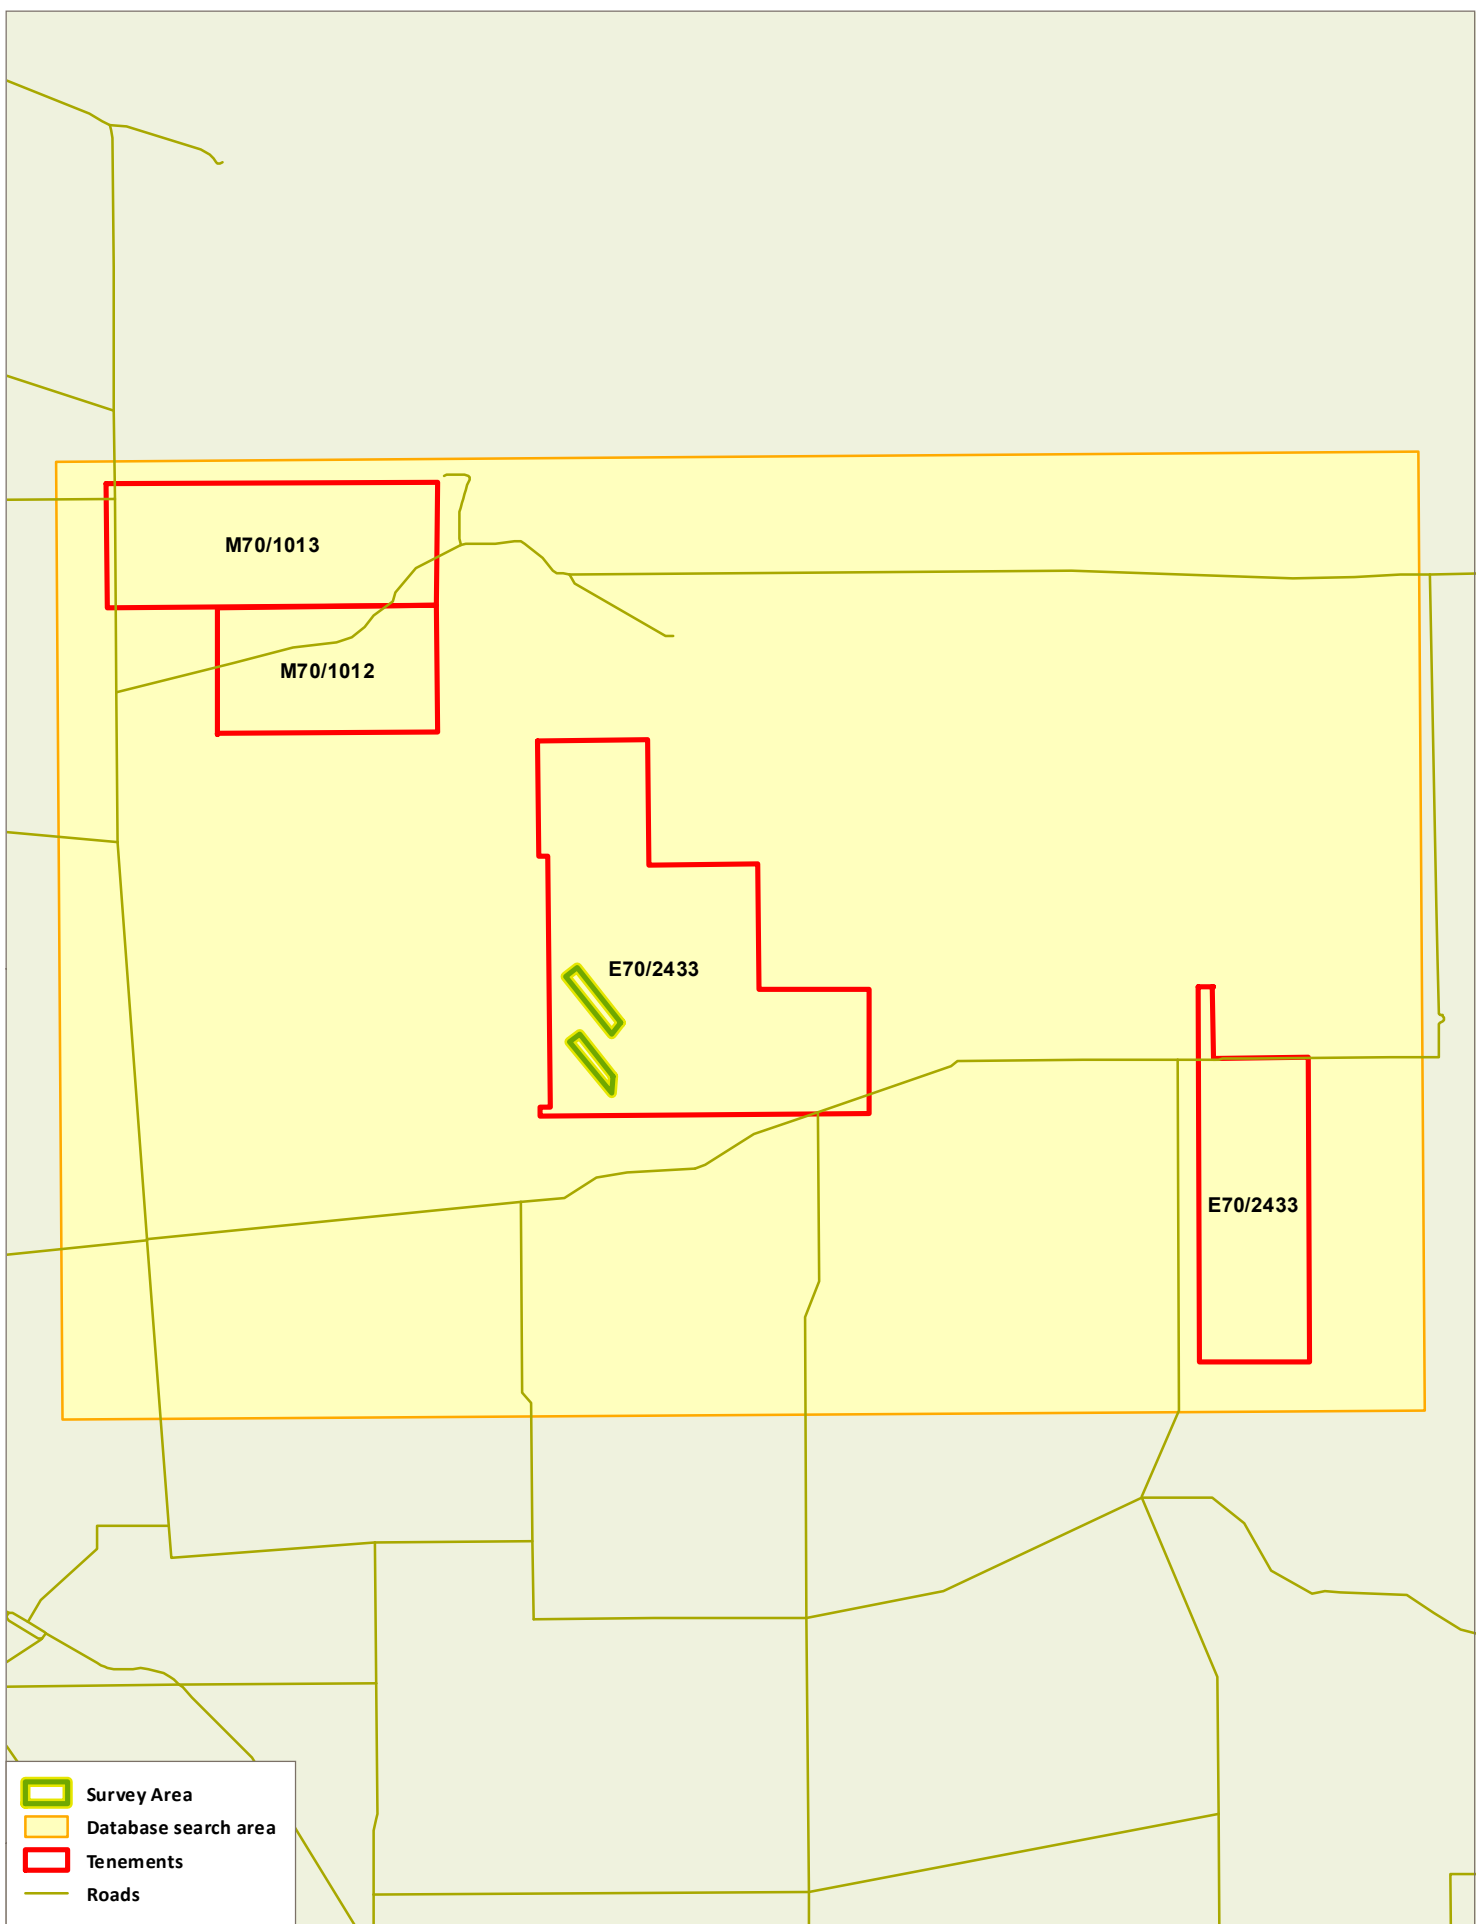 M70/1013
M70/1012
E70/2433
E70/2433
Survey Area
Database search area
Tenements
Roads